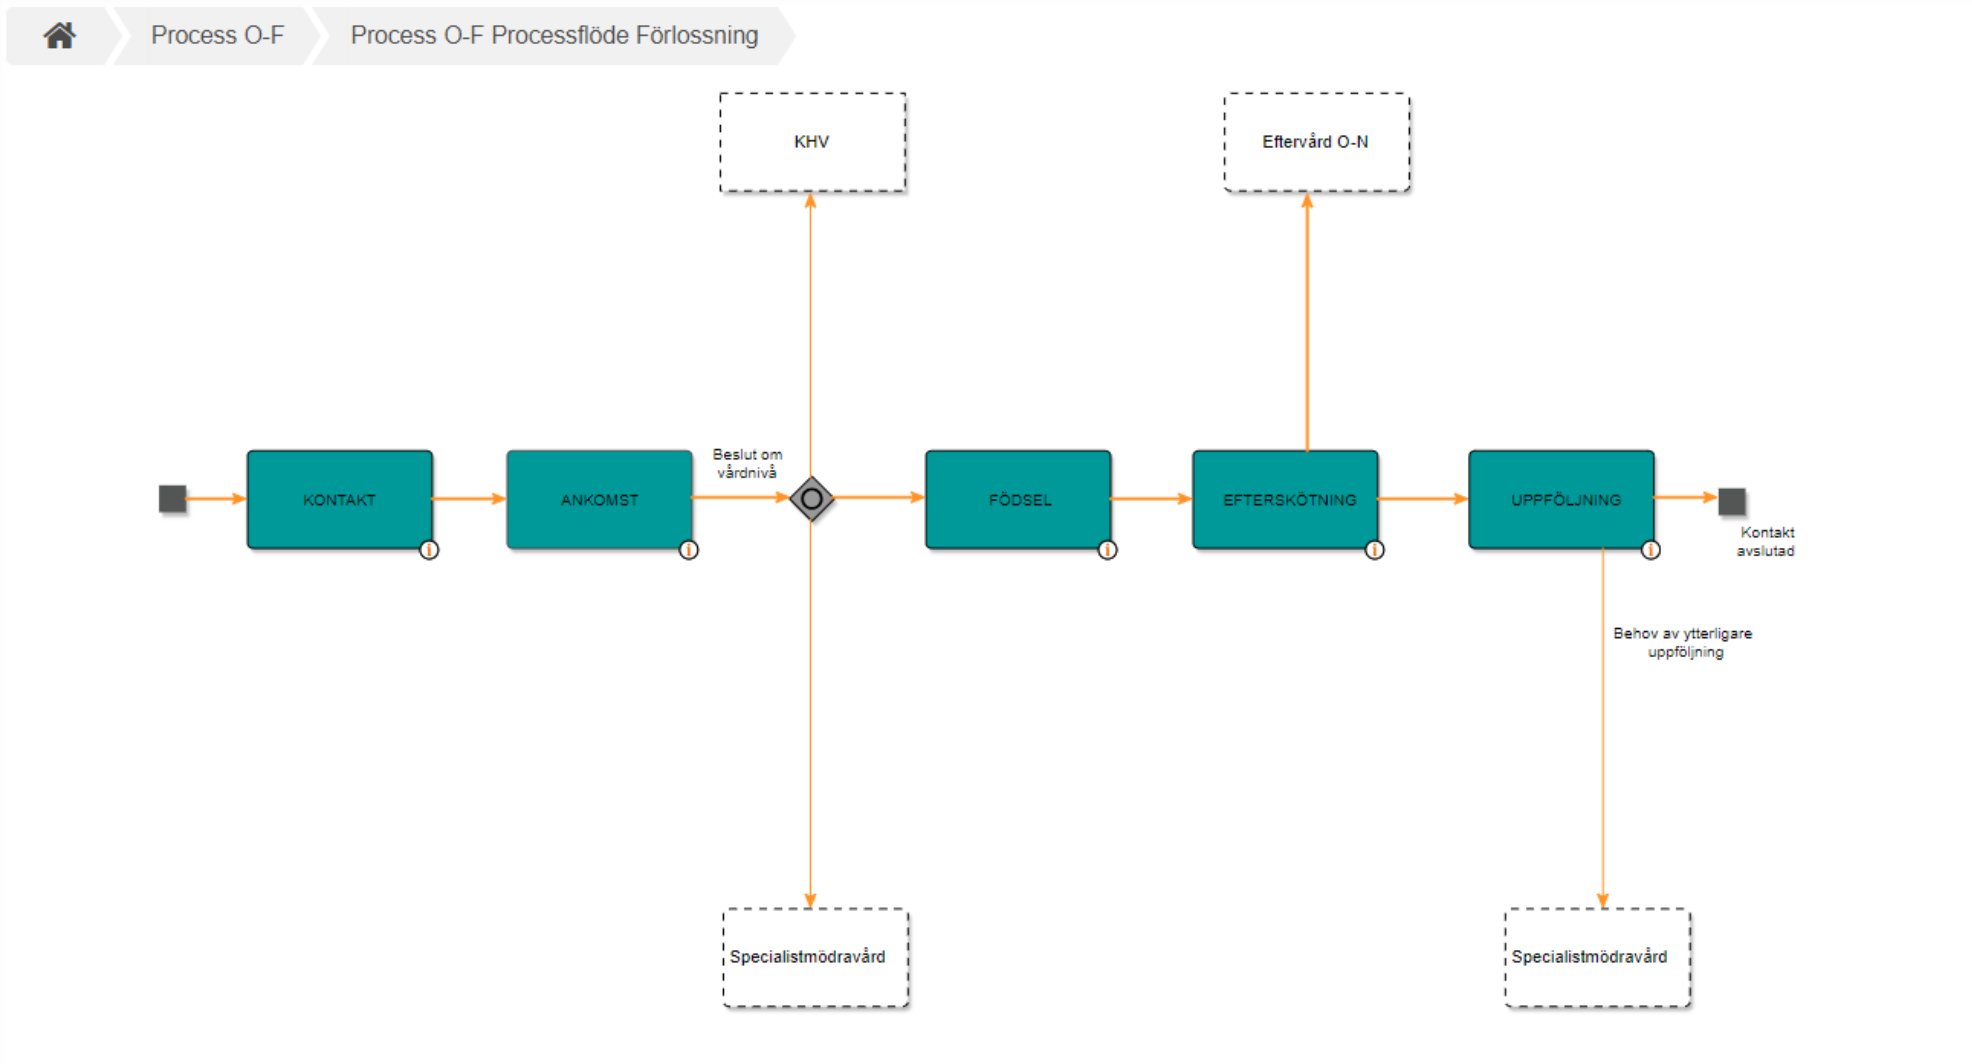 Process O-F
Process O-F Processflöde Förlossning
KHV
Eftervård O-N
Beslut om
vårdnivå
KONTAKT
ANKOMST
FÖDSEL
EFTERSKÖTNING
UPPFÖLJNING
Kontakt
avslutad
Behov av ytterligare
uppföljning
Specialistmödravård
Specialistmödravård